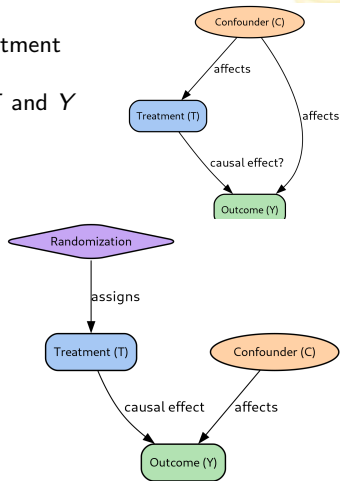 tment
Confounder (C)
affects
and Y
Treatment (T)
affects
causal effect?
Outcome (Y)
Randomization
assigns
Treatment (T)
Confounder (C)
causal effect
affects
Outcome (Y)